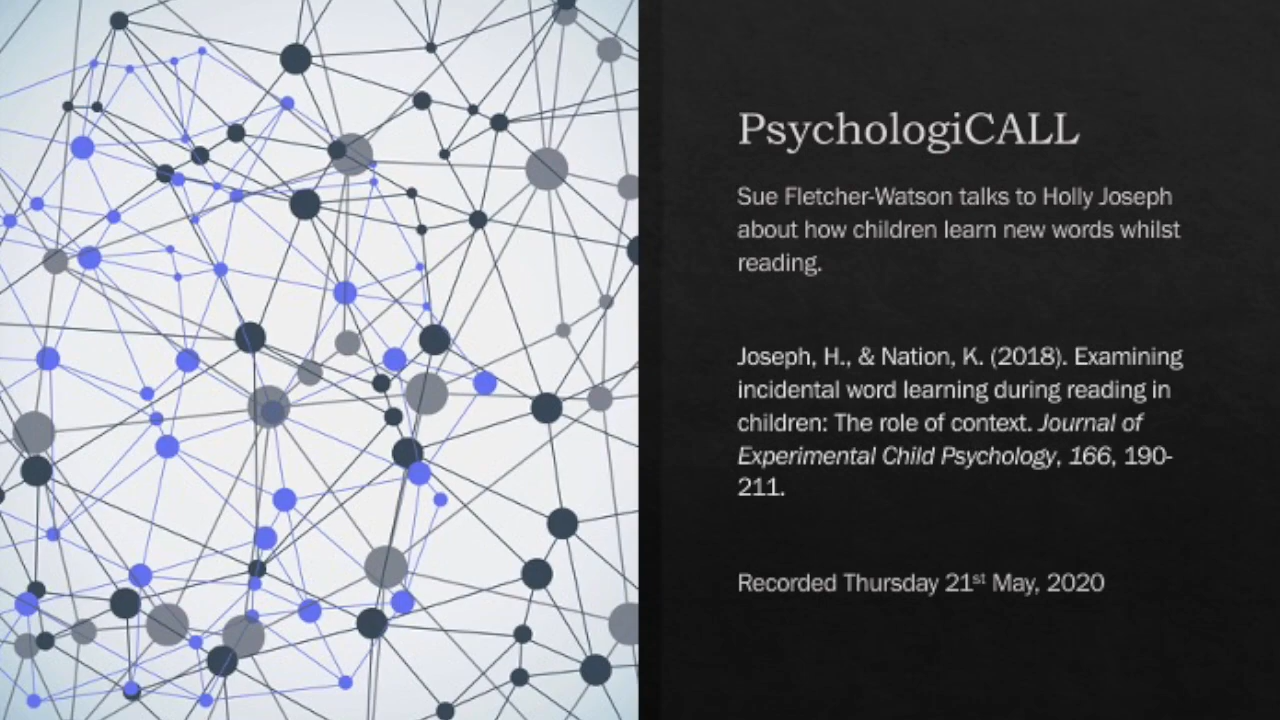 PsychologiCALL
Sue Fletcher-Watson talks to Holly Joseph
about how children learn new words whilst
reading.
Joseph, H., & Nation, K. (2018). Examining
incidental word learning during reading in
children: The role of context. Journal of
Experimental Child Psychology, 166, 190-
211.
Recorded Thursday 21st May, 2020